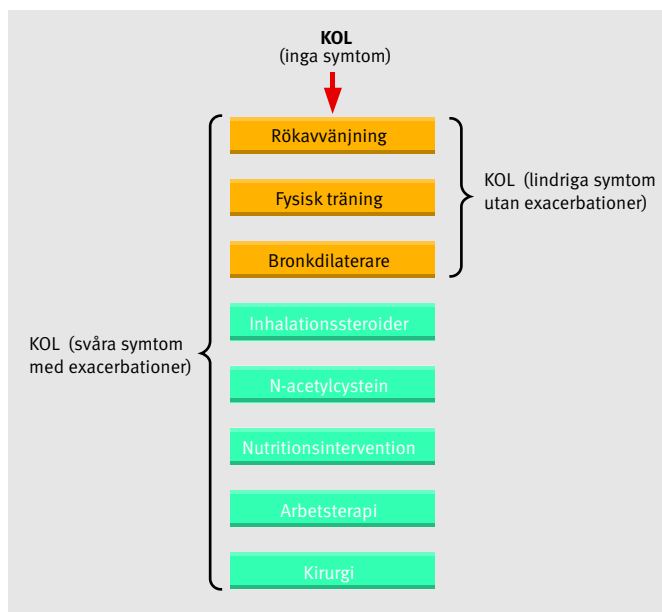 KOL
(inga symtom)
Rökavvänjning
Fysisk träning
Bronkdilaterare
KOL (lindriga symtom
utan exacerbationer)
Inhalationssteroider
KOL (svåra symtom
med exacerbationer)
N-acetylcystein
Nutritionsintervention
Arbetsterapi
Kirurgi